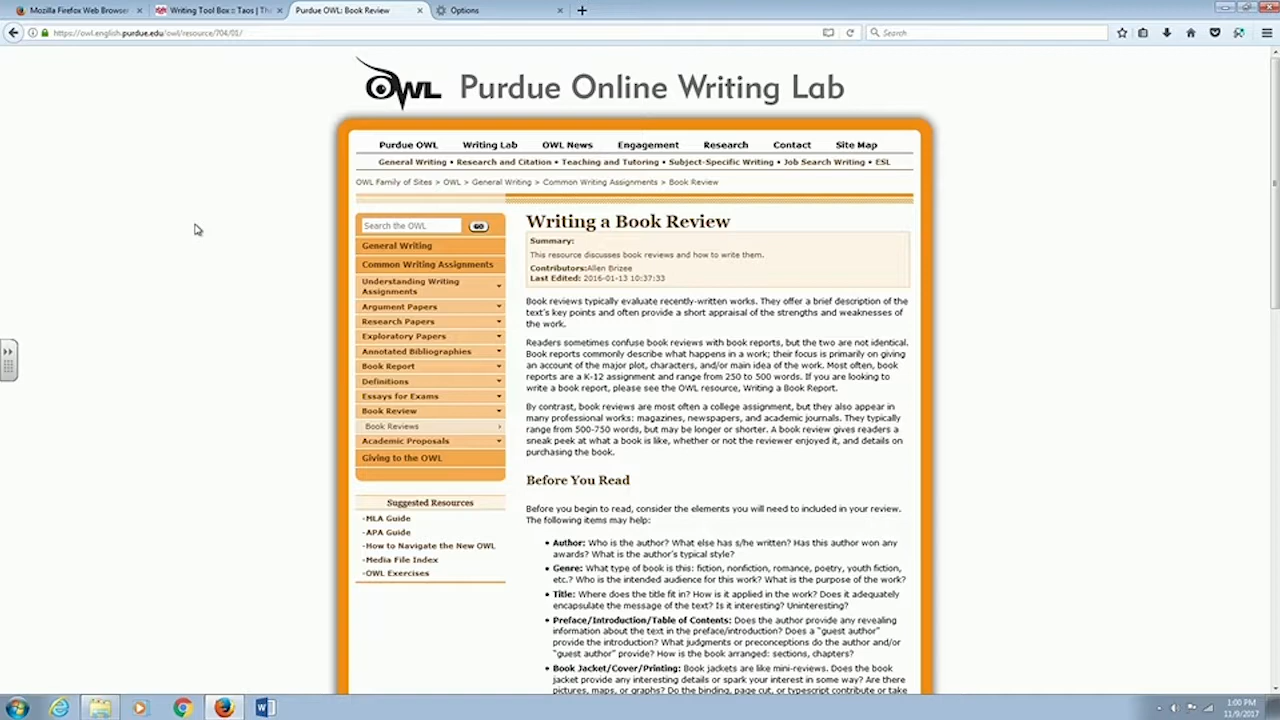 Mozilla Firefox Web Browser
Writing Tool Box :: Taos | Th
Purdue OWL: Book Review
Options
https://owl.english.purdue.edu/owl/resource/704/01/
Search
OWL Purdue Online Writing Lab
Purdue OWL Writing Lab OWL News Engagement Research Contact Site Map
General Writing • Research and Citation • Teaching and Tutoring • Subject-Specific Writing • Job Search Writing • ESL
OWL Family of Sites > OWL > General Writing > Common Writing Assignments > Book Review
Search the OWL GO
General Writing
Common Writing Assignments
Understanding Writing
Assignments
Argument Papers
Research Papers
Exploratory Papers
Annotated Bibliographies
Book Report
Definitions
Essays for Exams
Book Review
Book Reviews
Academic Proposals
Giving to the OWL
Suggested Resources
-MLA Guide
-APA Guide
-How to Navigate the New OWL
-Media File Index
-OWL Exercises
Writing a Book Review
Summary:
This resource discusses book reviews and how to write them.
Contributors:Allen Brizee
Last Edited: 2016-01-13 10:37:33
Book reviews typically evaluate recently-written works. They offer a brief description of the
text's key points and often provide a short appraisal of the strengths and weaknesses of
the work.
Readers sometimes confuse book reviews with book reports, but the two are not identical.
Book reports commonly describe what happens in a work; their focus is primarily on giving
an account of the major plot, characters, and/or main idea of the work. Most often, book
reports are a K-12 assignment and range from 250 to 500 words. If you are looking to
write a book report, please see the OWL resource, Writing a Book Report.
By contrast, book reviews are most often a college assignment, but they also appear in
many professional works: magazines, newspapers, and academic journals. They typically
range from 500-750 words, but may be longer or shorter. A book review gives readers a
sneak peek at what a book is like, whether or not the reviewer enjoyed it, and details on
purchasing the book.
Before You Read
Before you begin to read, consider the elements you will need to included in your review.
The following items may help:
• Author: Who is the author? What else has s/he written? Has this author won any
awards? What is the author's typical style?
• Genre: What type of book is this: fiction, nonfiction, romance, poetry, youth fiction,
etc.? Who is the intended audience for this work? What is the purpose of the work?
• Title: Where does the title fit in? How is it applied in the work? Does it adequately
encapsulate the message of the text? Is it interesting? Uninteresting?
• Preface/Introduction/Table of Contents: Does the author provide any revealing
information about the text in the preface/introduction? Does a "guest author"
provide the introduction? What judgments or preconceptions do the author and/or
"guest author" provide? How is the book arranged: sections, chapters?
• Book Jacket/Cover/Printing: Book jackets are like mini-reviews. Does the book
jacket provide any interesting details or spark your interest in some way? Are there
pictures, maps, or graphs? Do the binding, page cut, or typescript contribute or take
1:00 PM
11/9/2017